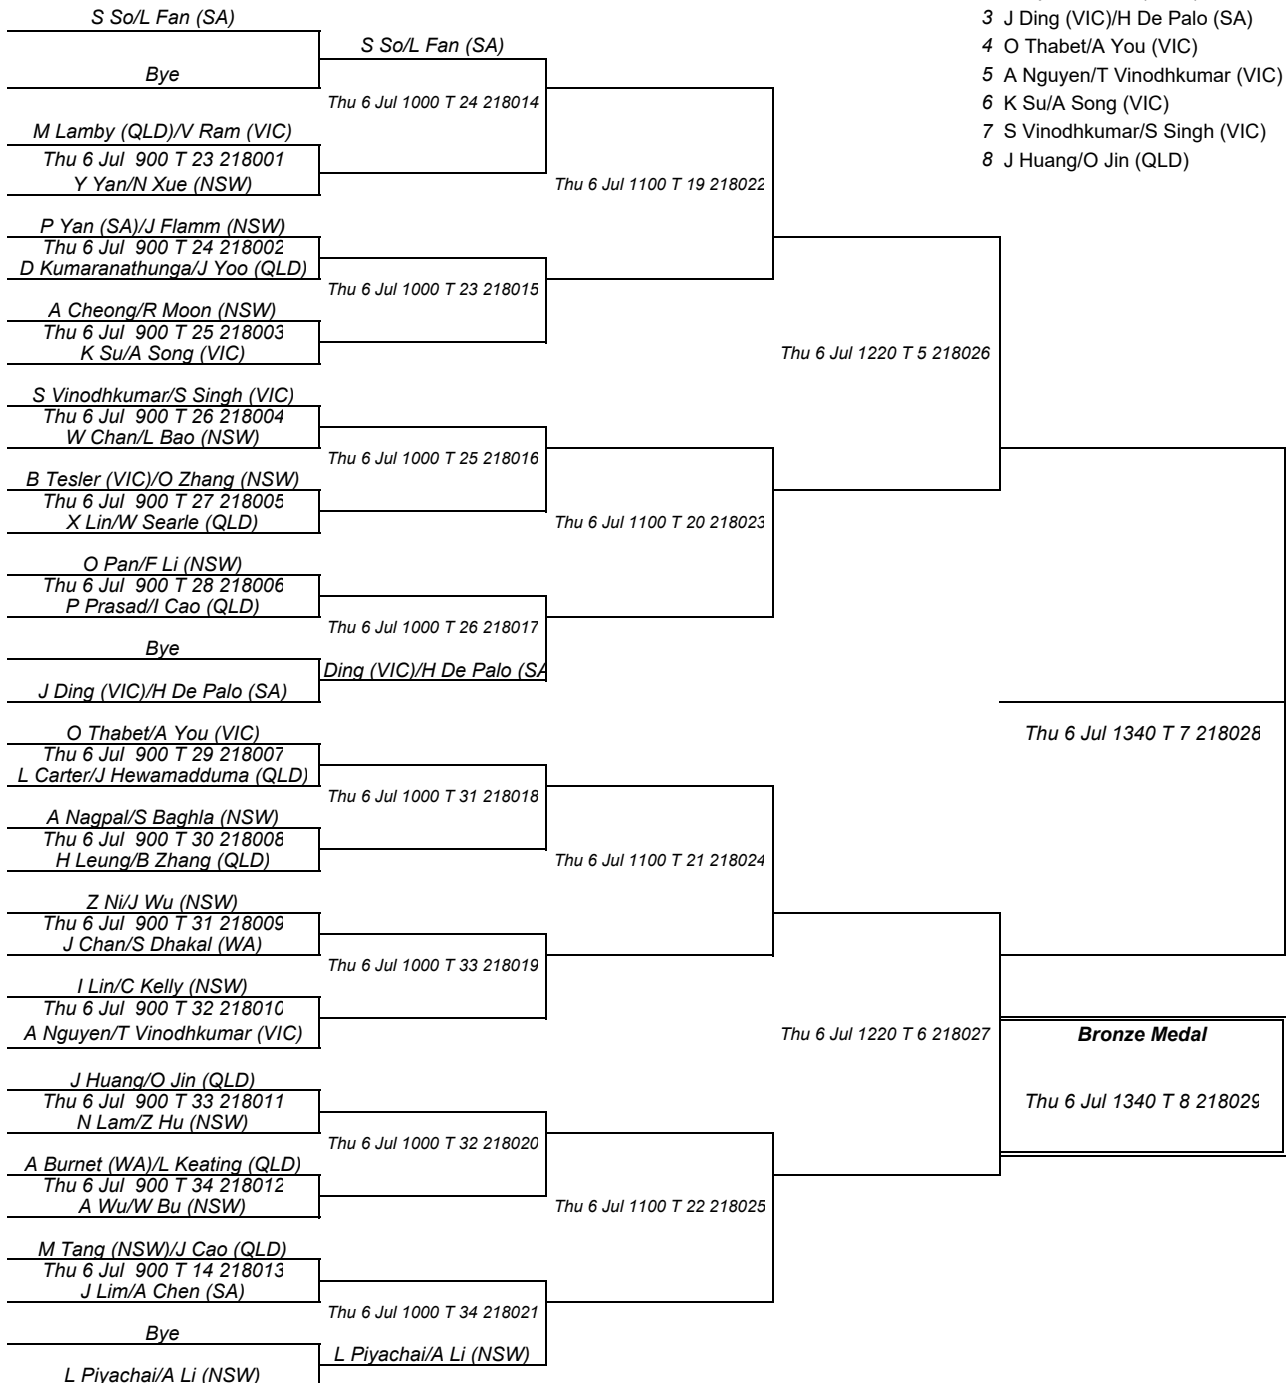 3 J Ding (VIC)/H De Palo (SA)
4 O Thabet/A You (VIC)
5 A Nguyen/T Vinodhkumar (VIC)
6 K Su/A Song (VIC)
7 S Vinodhkumar/S Singh (VIC)
8 J Huang/O Jin (QLD)
S So/L Fan (SA)
S So/L Fan (SA)
Bye
Thu 6 Jul 1000 T 24 218014
M Lamby (QLD)/V Ram (VIC)
Thu 6 Jul 900 T 23 218001
Y Yan/N Xue (NSW)
Thu 6 Jul 1100 T 19 218022
P Yan (SA)/J Flamm (NSW)
Thu 6 Jul 900 T 24 218002
D Kumaranathunga/J Yoo (QLD)
Thu 6 Jul 1000 T 23 218015
A Cheong/R Moon (NSW)
Thu 6 Jul 900 T 25 218003
K Su/A Song (VIC)
Thu 6 Jul 1220 T 5 218026
S Vinodhkumar/S Singh (VIC)
Thu 6 Jul 900 T 26 218004
W Chan/L Bao (NSW)
Thu 6 Jul 1000 T 25 218016
B Tesler (VIC)/O Zhang (NSW)
Thu 6 Jul 900 T 27 218005
X Lin/W Searle (QLD)
Thu 6 Jul 1100 T 20 218023
O Pan/F Li (NSW)
Thu 6 Jul 900 T 28 218006
P Prasad/I Cao (QLD)
Thu 6 Jul 1000 T 26 218017
Bye
Ding (VIC)/H De Palo (SA
J Ding (VIC)/H De Palo (SA)
O Thabet/A You (VIC)
Thu 6 Jul 1340 T 7 218028
Thu 6 Jul 900 T 29 218007
L Carter/J Hewamadduma (QLD)
Thu 6 Jul 1000 T 31 218018
A Nagpal/S Baghla (NSW)
Thu 6 Jul 900 T 30 218008
H Leung/B Zhang (QLD)
Thu 6 Jul 1100 T 21 218024
Z Ni/J Wu (NSW)
Thu 6 Jul 900 T 31 218009
J Chan/S Dhakal (WA)
Thu 6 Jul 1000 T 33 218019
I Lin/C Kelly (NSW)
Thu 6 Jul 900 T 32 218010
A Nguyen/T Vinodhkumar (VIC)
Thu 6 Jul 1220 T 6 218027
Bronze Medal
J Huang/O Jin (QLD)
Thu 6 Jul 900 T 33 218011
Thu 6 Jul 1340 T 8 218029
N Lam/Z Hu (NSW)
Thu 6 Jul 1000 T 32 218020
A Burnet (WA)/L Keating (QLD)
Thu 6 Jul 900 T 34 218012
A Wu/W Bu (NSW)
Thu 6 Jul 1100 T 22 218025
M Tang (NSW)/J Cao (QLD)
Thu 6 Jul 900 T 14 218013
J Lim/A Chen (SA)
Thu 6 Jul 1000 T 34 218021
Bye
L Piyachai/A Li (NSW)
L Piyachai/A Li (NSW)